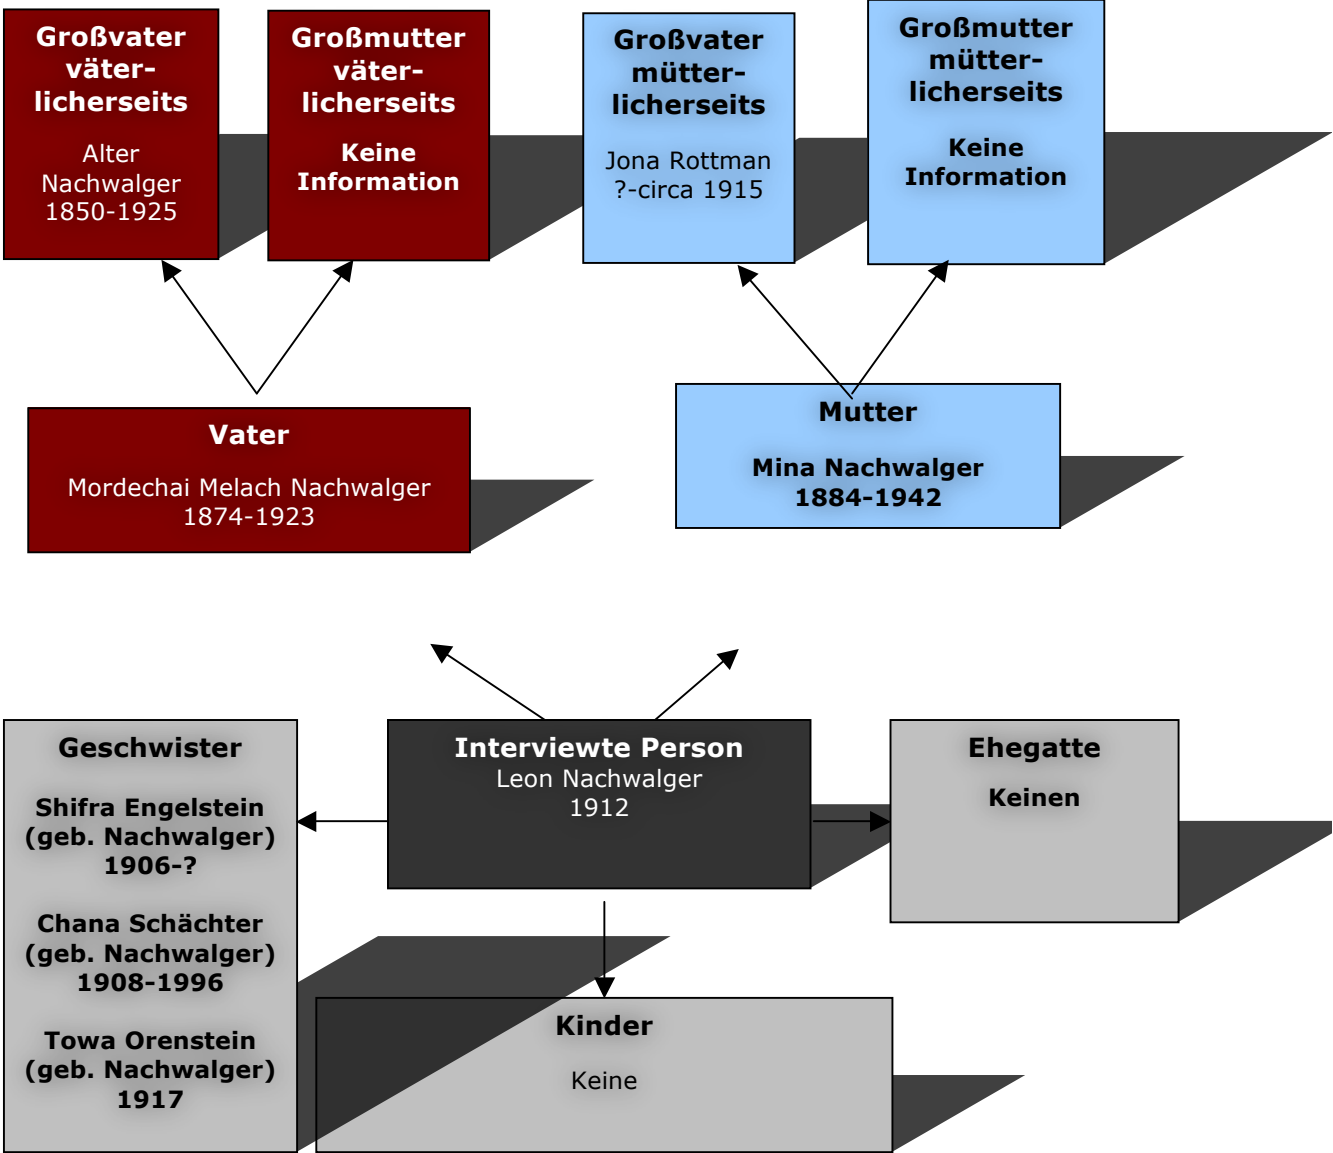 Großvater
väter-
licherseits
Alter
Nachwalger
1850-1925
Großmutter
väter-
licherseits
Keine
Information
Großvater
mütter-
licherseits
Jona Rottman
?-circa 1915
Großmutter
mütter-
licherseits
Keine
Information
Vater
Mordechai Melach Nachwalger
1874-1923
Mutter
Mina Nachwalger
1884-1942
Geschwister
Shifra Engelstein
(geb. Nachwalger)
1906-?
Chana Schächter
(geb. Nachwalger)
1908-1996
Towa Orenstein
(geb. Nachwalger)
1917
Interviewte Person
Leon Nachwalger
1912
Ehegatte
Keinen
Kinder
Keine